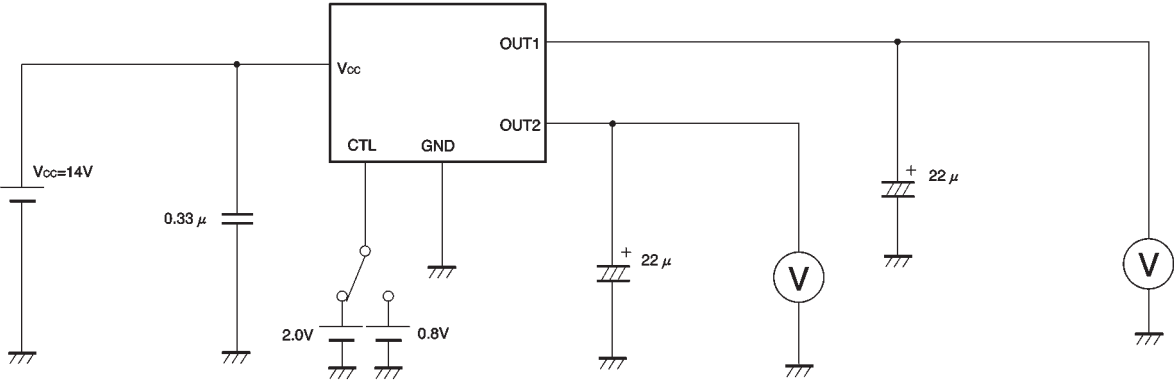 OUT1
Vcc
OUT2
CTL
GND
Vcc=14V
22 μ
0.33 μ
22 μ
V
V
2.0V
0.8V